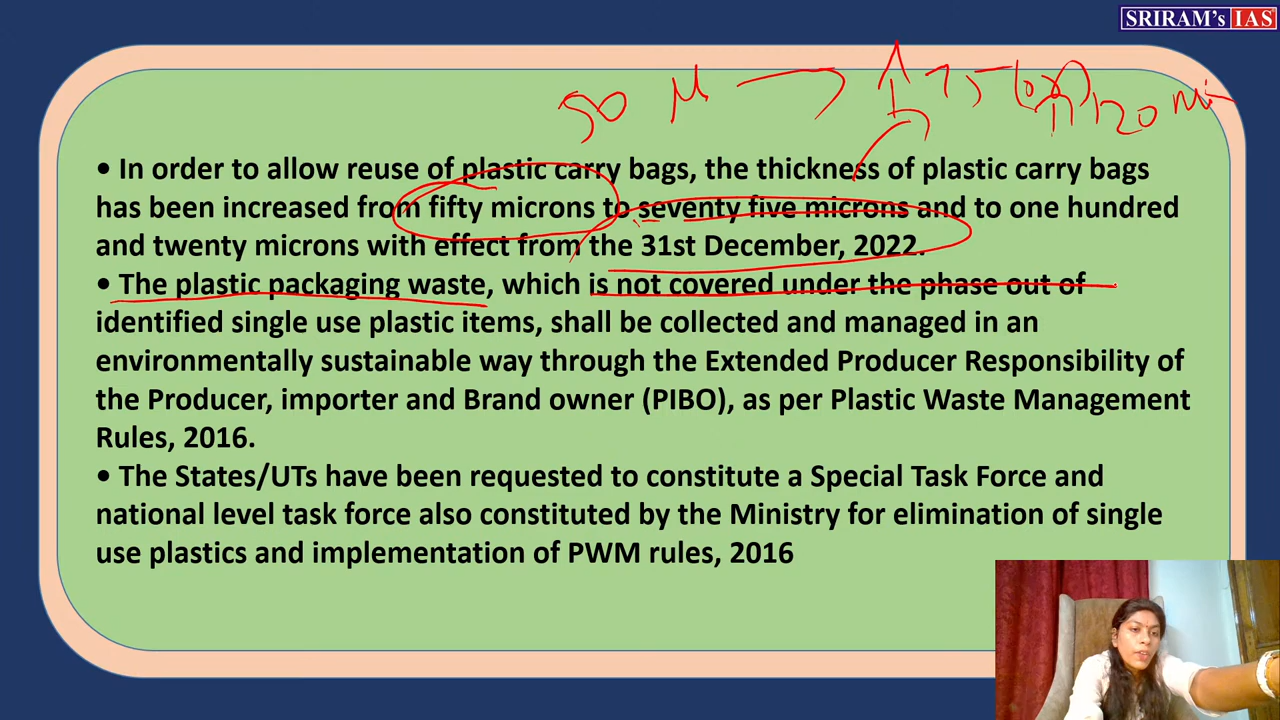 SRIRAM's IAS
50 μ → 75 (or) 120 mi
• In order to allow reuse of plastic carry bags, the thickness of plastic carry bags
has been increased from fifty microns to seventy five microns and to one hundred
and twenty microns with effect from the 31st December, 2022.
• The plastic packaging waste, which is not covered under the phase out of
identified single use plastic items, shall be collected and managed in an
environmentally sustainable way through the Extended Producer Responsibility of
the Producer, importer and Brand owner (PIBO), as per Plastic Waste Management
Rules, 2016.
• The States/UTs have been requested to constitute a Special Task Force and
national level task force also constituted by the Ministry for elimination of single
use plastics and implementation of PWM rules, 2016